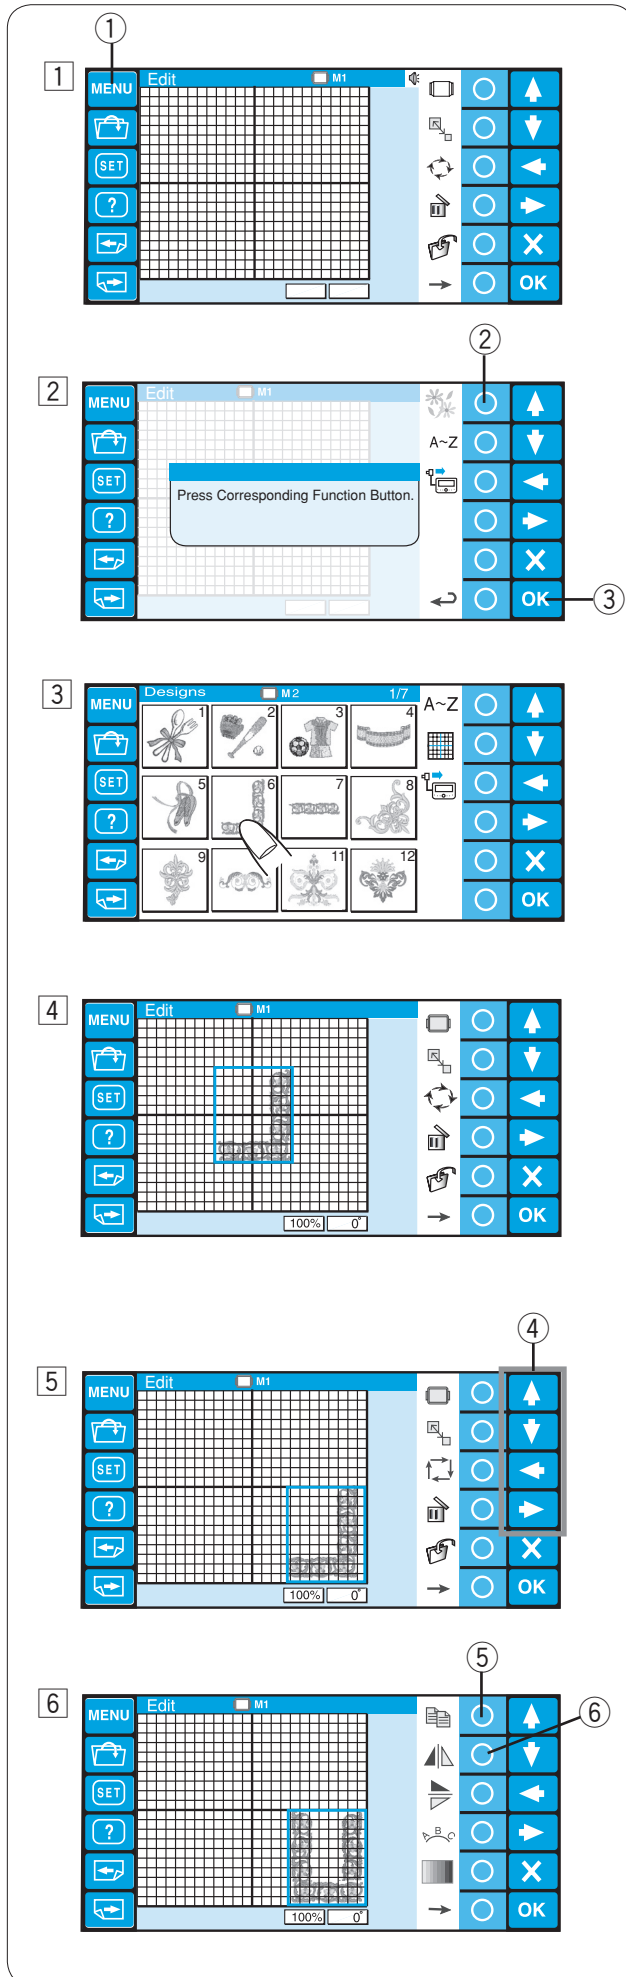 ①
1
MENU Edit M1
SET
?
OK
②
2
MENU Edit M1
A~Z
SET
Press Corresponding Function Button.
?
OK ③
3
MENU Designs M 2 1/7 A~Z
1 2 3 4
SET
5 6 7 8
?
9 11 12
OK
4
MENU Edit M1
SET
?
OK
100% 0°
④
5
MENU Edit M1
SET
?
OK
100% 0°
⑤
⑥
6
MENU Edit M1
SET
?
A B C
OK
100% 0°